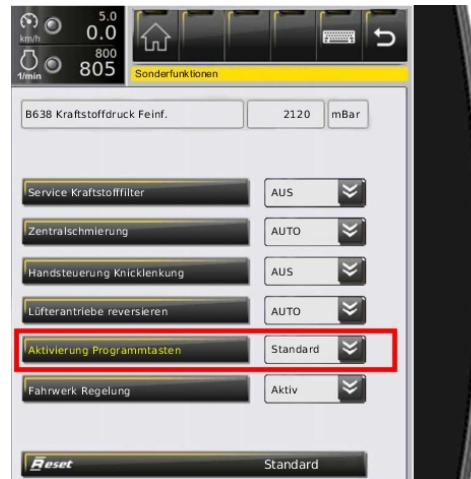 5.0
km/h 0.0
800
1/min 805
Sonderfunktionen
B638 Kraftstoffdruck Feinf. 2120 mBar
Service Kraftstofffilter AUS
Zentralschmierung AUTO
Handsteuerung Knicklenkung AUS
Lüfterantriebe reversieren AUTO
Aktivierung Programmtasten Standard
Fahrwerk Regelung Aktiv
Reset Standard